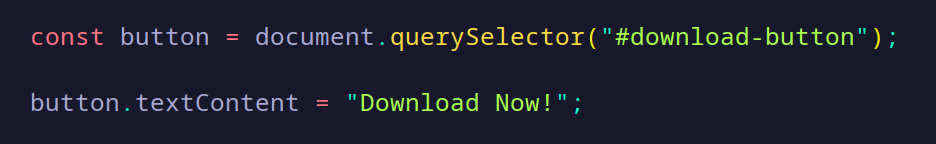 const button = document.querySelector("#download-button");
button.textContent = "Download Now!";